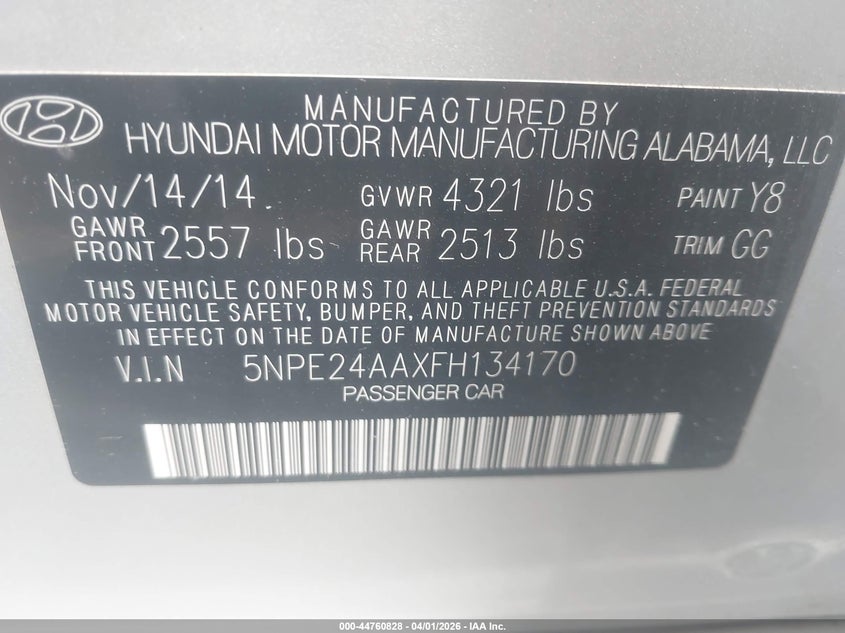 MANUFACTURED BY
HYUNDAI MOTOR MANUFACTURING ALABAMA, LLC
Nov/14/14 GVWR 4321 lbs PAINT Y8
GAWR FRONT 2557 lbs GAWR REAR 2513 lbs TRIM GG
THIS VEHICLE CONFORMS TO ALL APPLICABLE U.S.A. FEDERAL
MOTOR VEHICLE SAFETY, BUMPER, AND THEFT PREVENTION STANDARDS
IN EFFECT ON THE DATE OF MANUFACTURE SHOWN ABOVE
V.I.N 5NPE24AAXFH134170
PASSENGER CAR
000-44760828 - 04/01/2026 - IAA Inc.